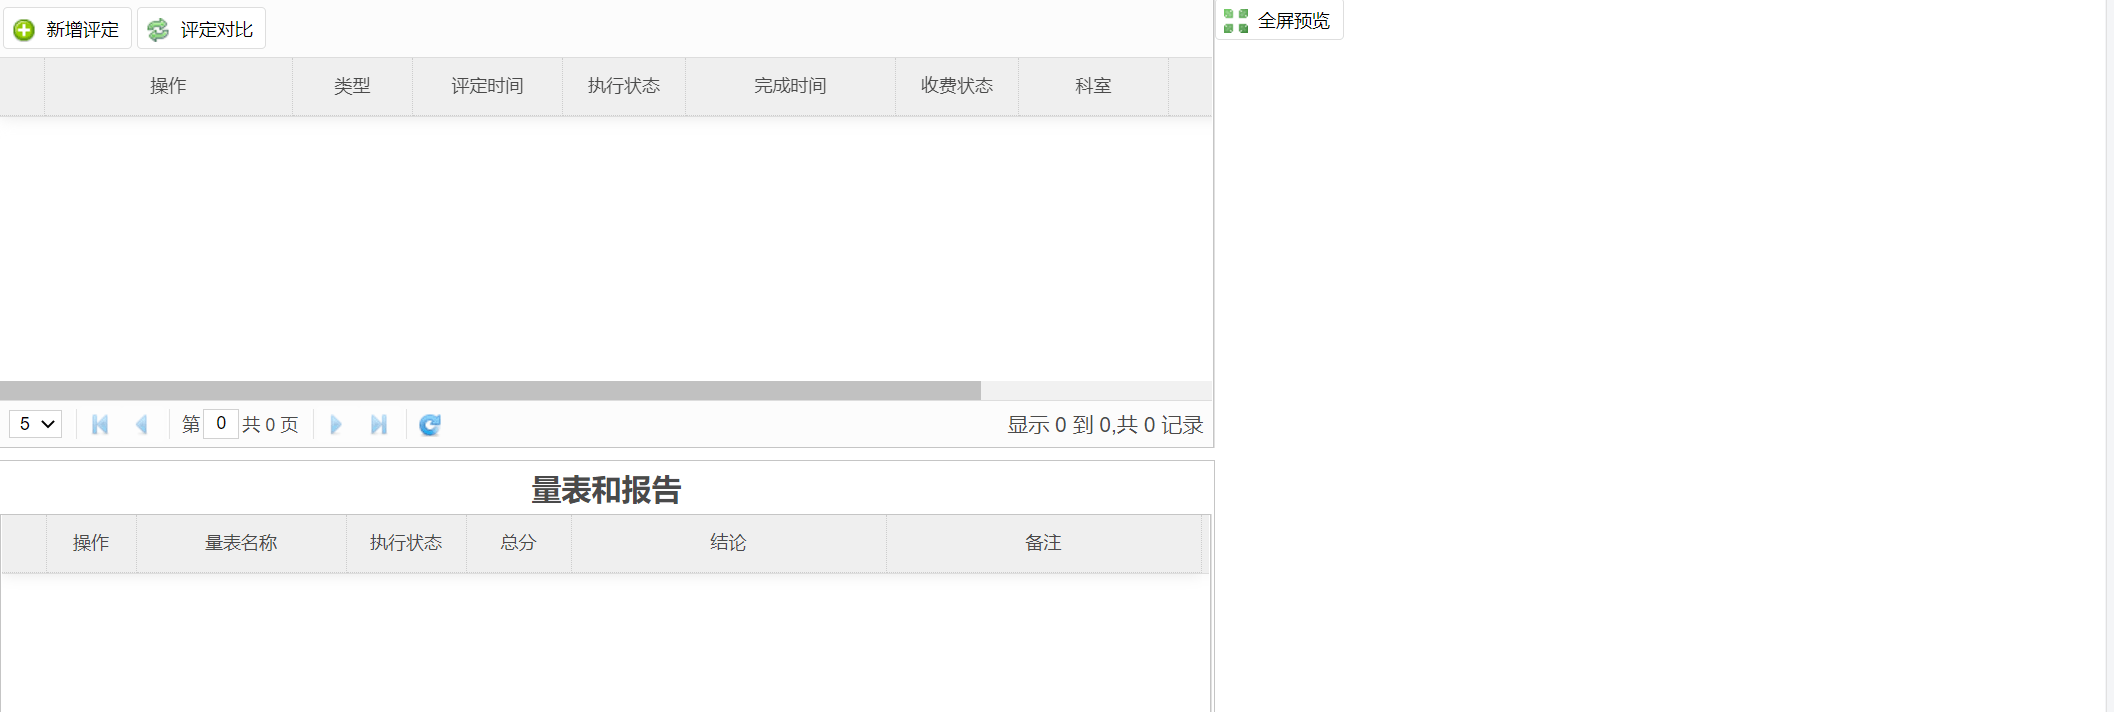 新增评定 评定对比 全屏预览
操作 类型 评定时间 执行状态 完成时间 收费状态 科室
5 第 0 共 0 页 显示 0 到 0,共 0 记录
量表和报告
操作 量表名称 执行状态 总分 结论 备注